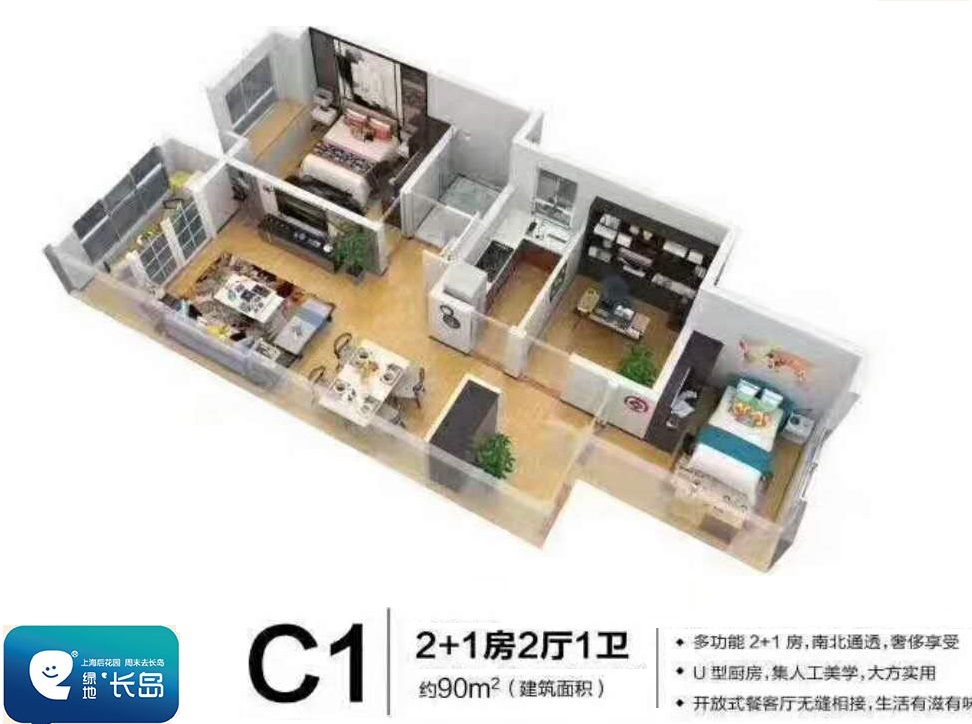 上海后花园 周末去长岛
绿地 长岛
®
C1
2+1房2厅1卫
约90m²（建筑面积）
• 多功能2+1房，南北通透，奢侈享受
• U型厨房，集人工美学，大方实用
• 开放式餐客厅无缝相接，生活有滋有味